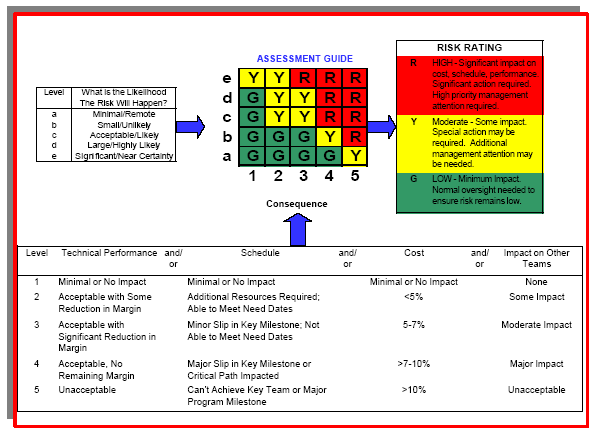 ASSESSMENT GUIDE
Level What Is the Likelihood
The Risk Will Happen?
a Minimal/Remote
b Small/Unlikely
c Acceptable/Likely
d Large/Highly Likely
e Significant/Near Certainty
e Y Y R R R
d G Y Y R R
c G Y Y R R
b G G G Y R
a G G G G Y
1 2 3 4 5
Consequence
RISK RATING
R HIGH - Significant impact on
cost, schedule, performance.
Significant action required.
High priority management
attention required.
Y Moderate - Some impact.
Special action may be
required. Additional
management attention may
be needed.
G LOW - Minimum Impact.
Normal oversight needed to
ensure risk remains low.
Level Technical Performance and/ Schedule and/ Cost and/ Impact on Other
or or or Teams
1 Minimal or No Impact Minimal or No Impact Minimal or No Impact None
2 Acceptable with Some Additional Resources Required; <5% Some Impact
Reduction in Margin Able to Meet Need Dates
3 Acceptable with Minor Slip in Key Milestone; Not 5-7% Moderate Impact
Significant Reduction in Able to Meet Need Dates
Margin
4 Acceptable, No Major Slip in Key Milestone or >7-10% Major Impact
Remaining Margin Critical Path Impacted
5 Unacceptable Can't Achieve Key Team or Major >10% Unacceptable
Program Milestone